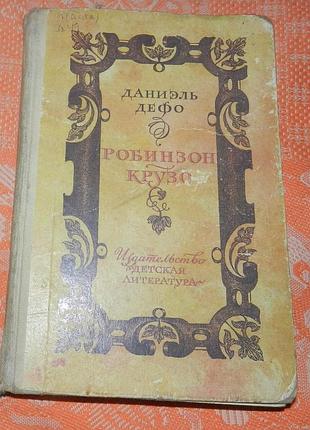 ДАНИЭЛЬ
ДЕФО
РОБИНЗОН
КРУЗО
Издательство
"ДЕТСКАЯ
ЛИТЕРАТУРА"